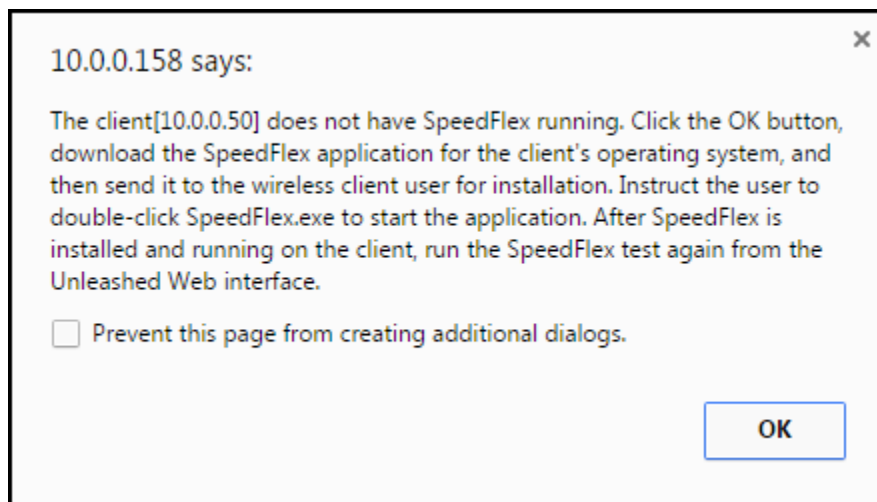 10.0.0.158 says:
The client[10.0.0.50] does not have SpeedFlex running. Click the OK button,
download the SpeedFlex application for the client's operating system, and
then send it to the wireless client user for installation. Instruct the user to
double-click SpeedFlex.exe to start the application. After SpeedFlex is
installed and running on the client, run the SpeedFlex test again from the
Unleashed Web interface.
Prevent this page from creating additional dialogs.
OK